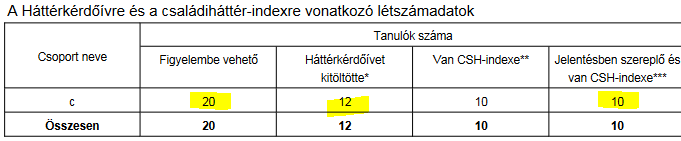 A Háttérkérdőívre és a családiháttér-indexre vonatkozó létszámadatok
Csoport neve
Tanulók száma
Figyelembe vehető
Háttérkérdőívet
kitöltötte*
Van CSH-indexe**
Jelentésben szereplő és
van CSH-indexe***
c 20 12 10 10
Összesen 20 12 10 10